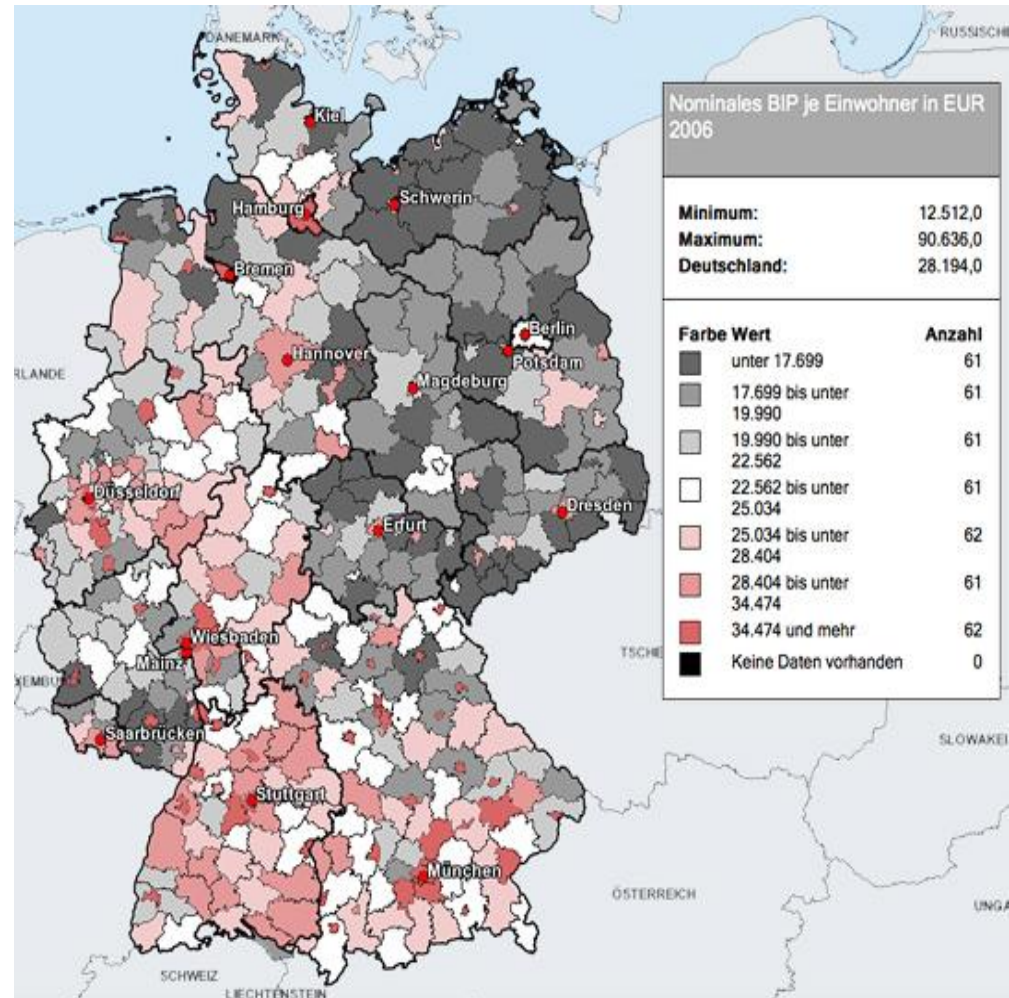 DÄNEMARK
RUSSISCHE
Kiel
Schwerin
Hamburg
Bremen
Berlin
Potsdam
Hannover
Magdeburg
RLANDE
Düsseldorf
Dresden
Erfurt
Wiesbaden
Mainz
TSCHE
XEMBU
Saarbrücken
SLOWAKEI
Stuttgart
München
ÖSTERREICH
UNGA
SCHWEIZ
LIECHTENSTEIN
Nominales BIP je Einwohner in EUR
2006
Minimum: 12.512,0
Maximum: 90.636,0
Deutschland: 28.194,0
Farbe Wert Anzahl
unter 17.699 61
17.699 bis unter 61
19.990
19.990 bis unter 61
22.562
22.562 bis unter 61
25.034
25.034 bis unter 62
28.404
28.404 bis unter 61
34.474
34.474 und mehr 62
Keine Daten vorhanden 0